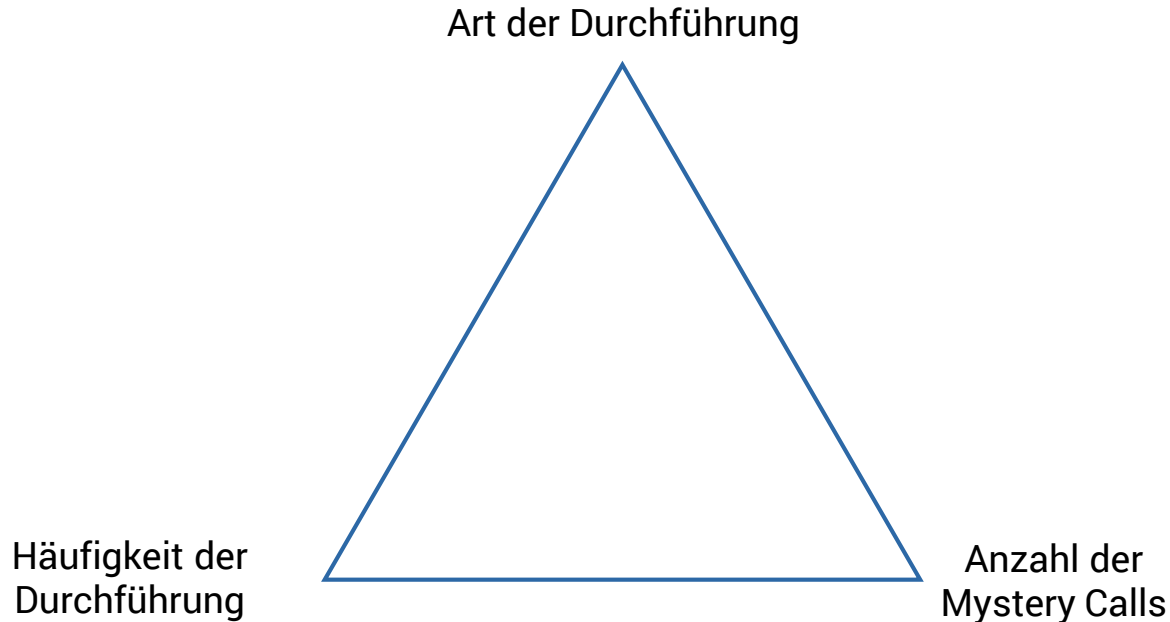 Art der Durchführung
Häufigkeit der
Durchführung
Anzahl der
Mystery Calls